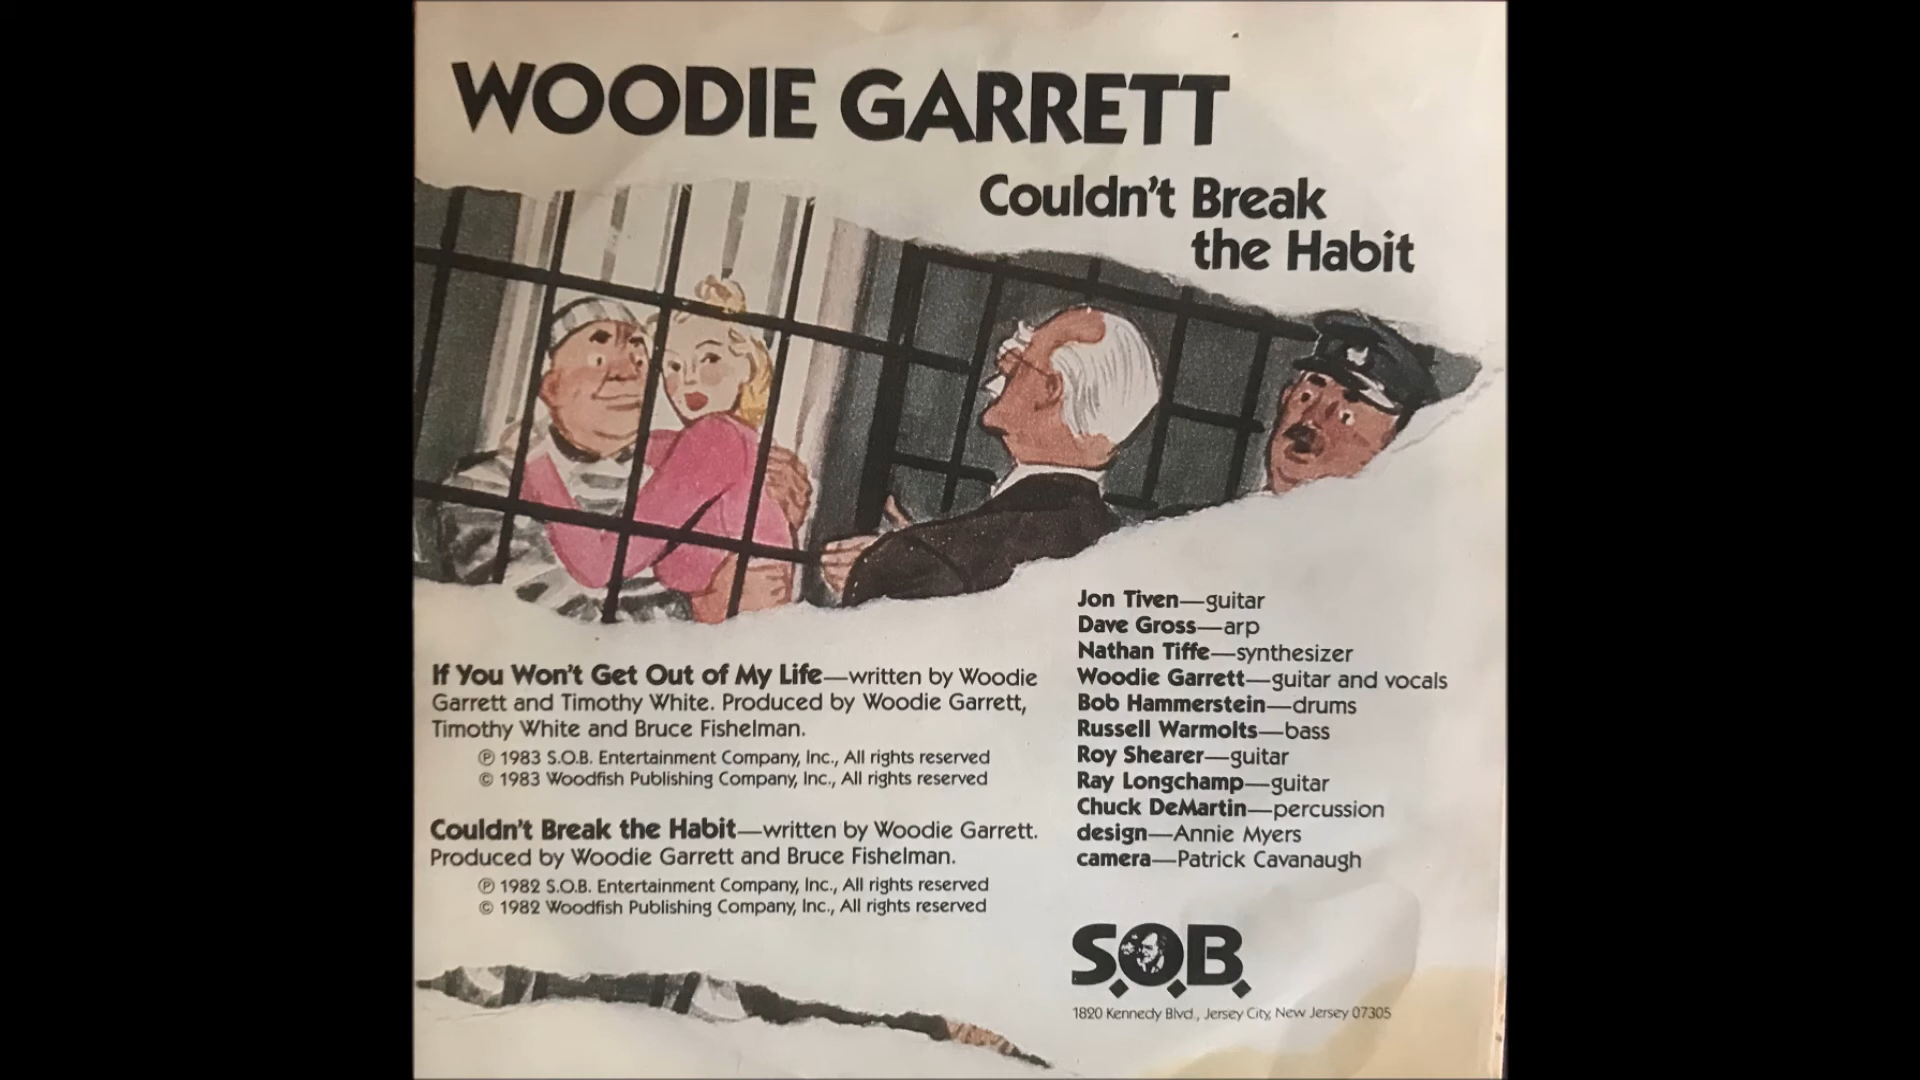 WOODIE GARRETT
Couldn't Break
the Habit
If You Won't Get Out of My Life—written by Woodie
Garrett and Timothy White. Produced by Woodie Garrett,
Timothy White and Bruce Fishelman.
℗ 1983 S.O.B. Entertainment Company, Inc., All rights reserved
© 1983 Woodfish Publishing Company, Inc., All rights reserved
Couldn't Break the Habit—written by Woodie Garrett.
Produced by Woodie Garrett and Bruce Fishelman.
℗ 1982 S.O.B. Entertainment Company, Inc., All rights reserved
© 1982 Woodfish Publishing Company, Inc., All rights reserved
Jon Tiven—guitar
Dave Gross—arp
Nathan Tiffe—synthesizer
Woodie Garrett—guitar and vocals
Bob Hammerstein—drums
Russell Warmolts—bass
Roy Shearer—guitar
Ray Longchamp—guitar
Chuck DeMartin—percussion
design—Annie Myers
camera—Patrick Cavanaugh
S.O.B.
1820 Kennedy Blvd., Jersey City, New Jersey 07305